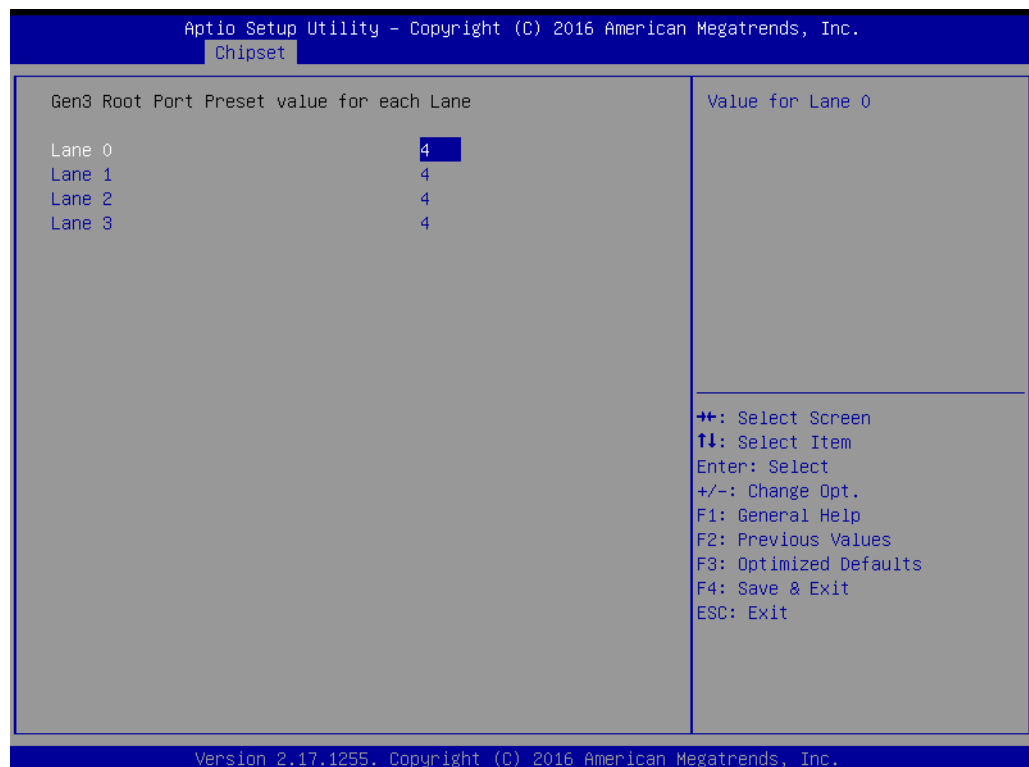 Aptio Setup Utility – Copyright (C) 2016 American Megatrends, Inc.
Chipset
Gen3 Root Port Preset value for each Lane
Lane 0 4
Lane 1 4
Lane 2 4
Lane 3 4
Value for Lane 0
→←: Select Screen
↑↓: Select Item
Enter: Select
+/-: Change Opt.
F1: General Help
F2: Previous Values
F3: Optimized Defaults
F4: Save & Exit
ESC: Exit
Version 2.17.1255. Copyright (C) 2016 American Megatrends, Inc.